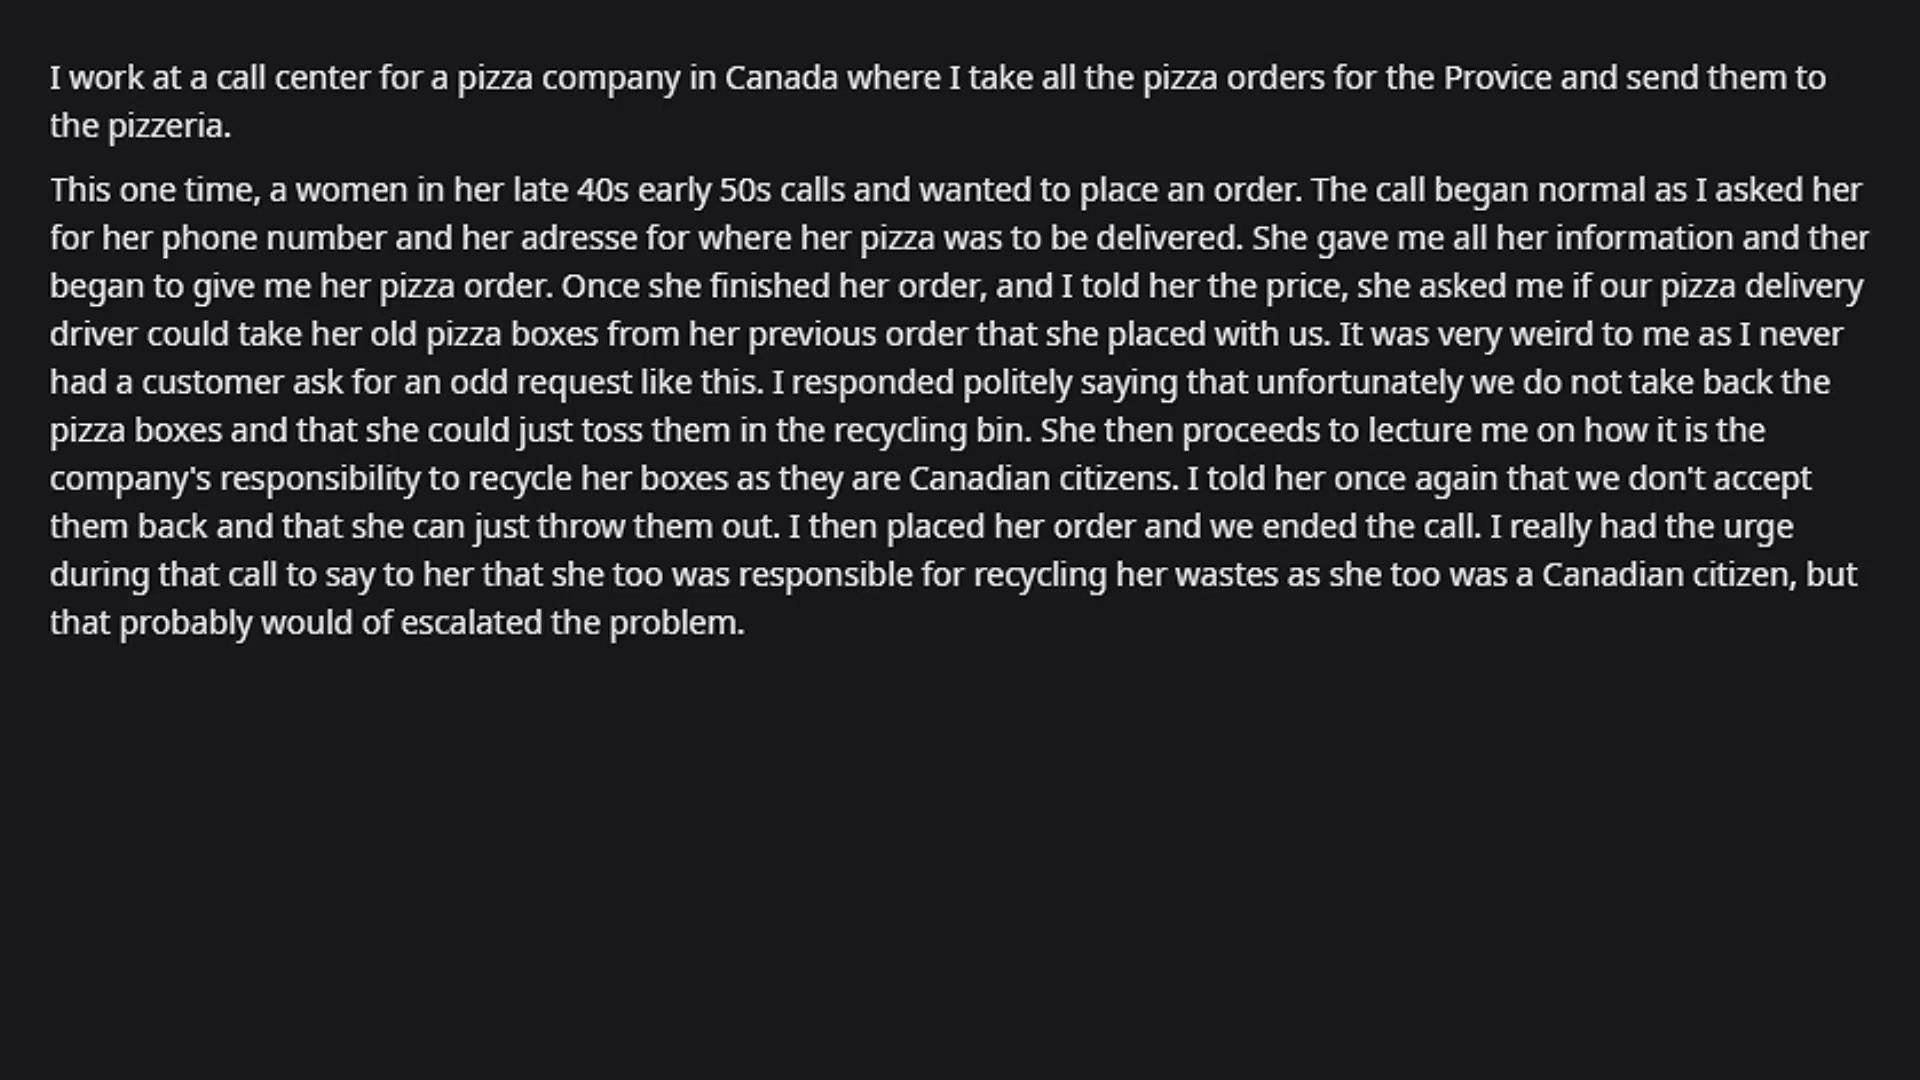 I work at a call center for a pizza company in Canada where I take all the pizza orders for the Provice and send them to
the pizzeria.
This one time, a women in her late 40s early 50s calls and wanted to place an order. The call began normal as I asked her
for her phone number and her adresse for where her pizza was to be delivered. She gave me all her information and then
began to give me her pizza order. Once she finished her order, and I told her the price, she asked me if our pizza delivery
driver could take her old pizza boxes from her previous order that she placed with us. It was very weird to me as I never
had a customer ask for an odd request like this. I responded politely saying that unfortunately we do not take back the
pizza boxes and that she could just toss them in the recycling bin. She then proceeds to lecture me on how it is the
company's responsibility to recycle her boxes as they are Canadian citizens. I told her once again that we don't accept
them back and that she can just throw them out. I then placed her order and we ended the call. I really had the urge
during that call to say to her that she too was responsible for recycling her wastes as she too was a Canadian citizen, but
that probably would of escalated the problem.